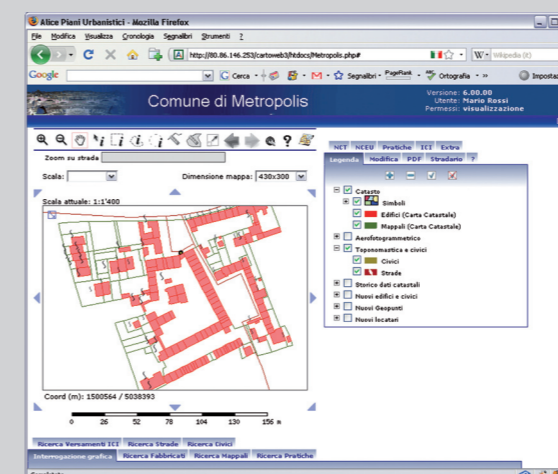 Alice Piani Urbanistici - Mozilla Firefox
File Modifica Visualizza Cronologia Segnalibri Strumenti ?
http://80.86.146.253/cartoweb3/htdocs/Metropolis.php#
W Wikipedia (it)
Google G Cerca Segnalibri PageRank Ortografia Impostaz
Comune di Metropolis
Versione: 6.00.00
Utente: Mario Rossi
Permessi: visualizzazione
Zoom su strada
Scala: Dimensione mappa: 430x300
Scala attuale: 1:1'400
NCT NCEU Pratiche ICI Extra
Legenda Modifica PDF Stradario ?
Catasto
Simboli
Edifici (Carta Catastale)
Mappali (Carta Catastale)
Aerofotogrammetrico
Toponomastica e civici
Civici
Strade
Storico dati catastali
Nuovi edifici e civici
Nuovi Geopunti
Nuovi locatari
Coord (m): 1500564 / 5038393
0 26 78 104 130 156 m
Ricerca Versamenti ICI Ricerca Strade Ricerca Civici
Interrogazione grafica Ricerca Fabbricati Ricerca Mappali Ricerca Pratiche